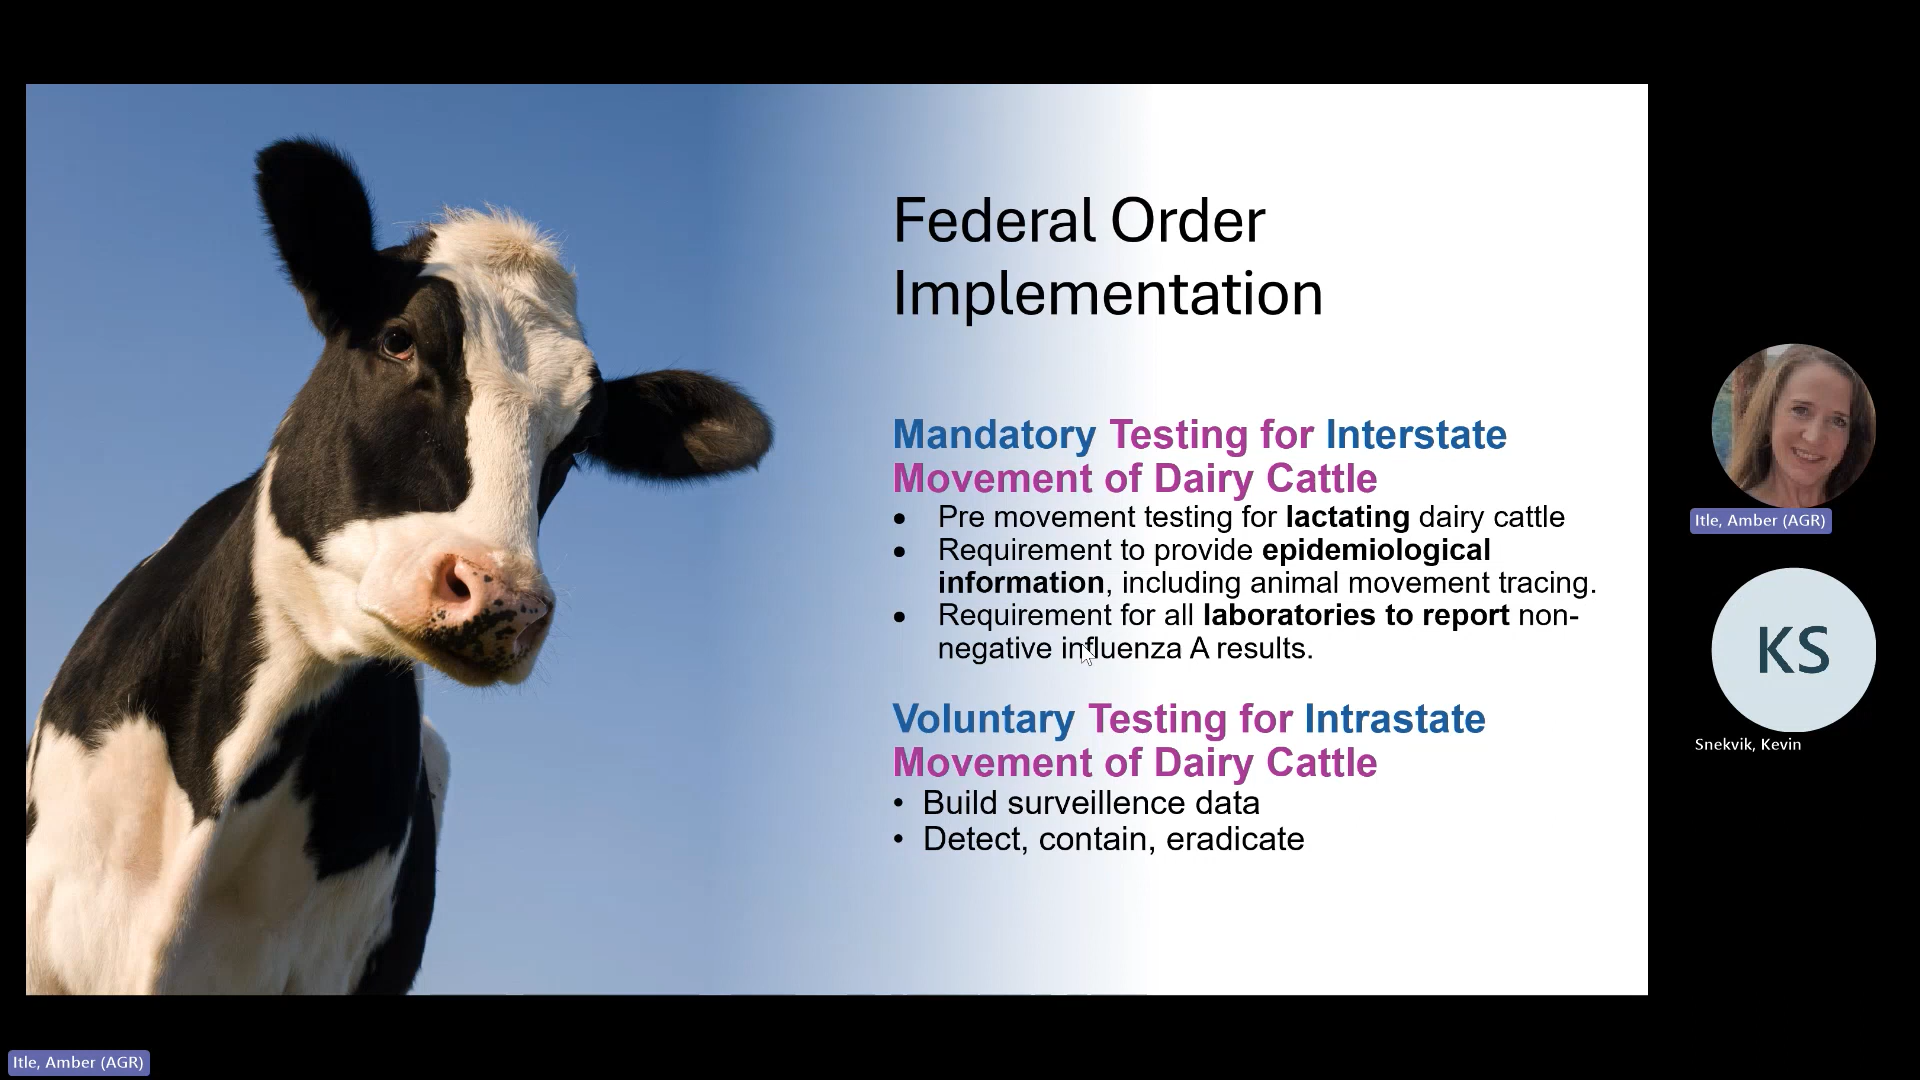 Federal Order
Implementation
Mandatory Testing for Interstate
Movement of Dairy Cattle
• Pre movement testing for lactating dairy cattle
• Requirement to provide epidemiological
information, including animal movement tracing.
• Requirement for all laboratories to report non-
negative influenza A results.
Voluntary Testing for Intrastate
Movement of Dairy Cattle
• Build surveillence data
• Detect, contain, eradicate
Itle, Amber (AGR)
KS
Snekvik, Kevin
Itle, Amber (AGR)